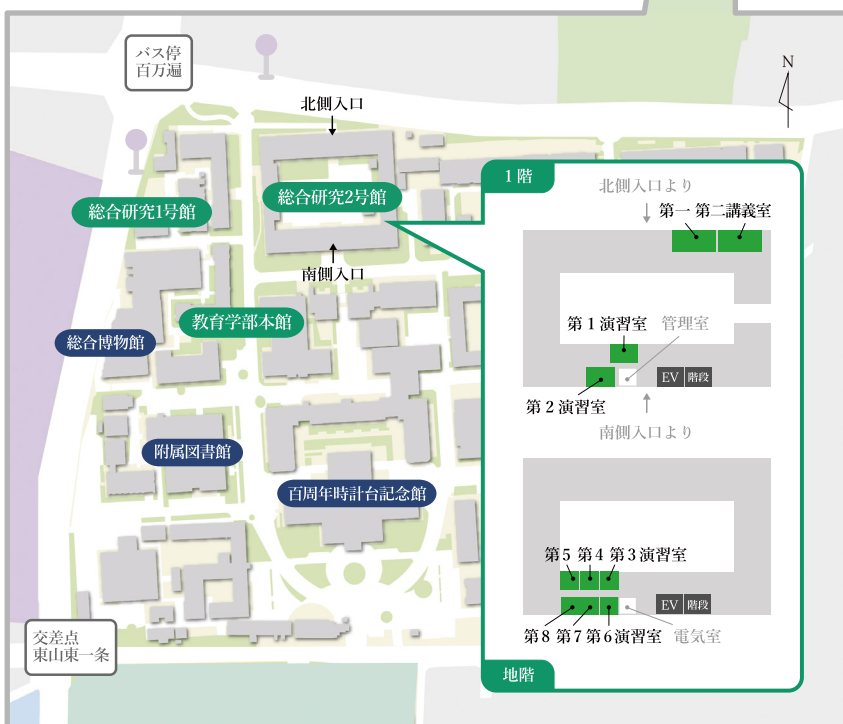 バス停
百万遍
N
北側入口
総合研究2号館
総合研究1号館
南側入口
教育学部本館
総合博物館
附属図書館
百周年時計台記念館
交差点
東山東一条
1階
北側入口より
第一 第二講義室
第1演習室
管理室
EV 階段
第2演習室
南側入口より
第5 第4 第3演習室
EV 階段
第8 第7 第6演習室
電気室
地階